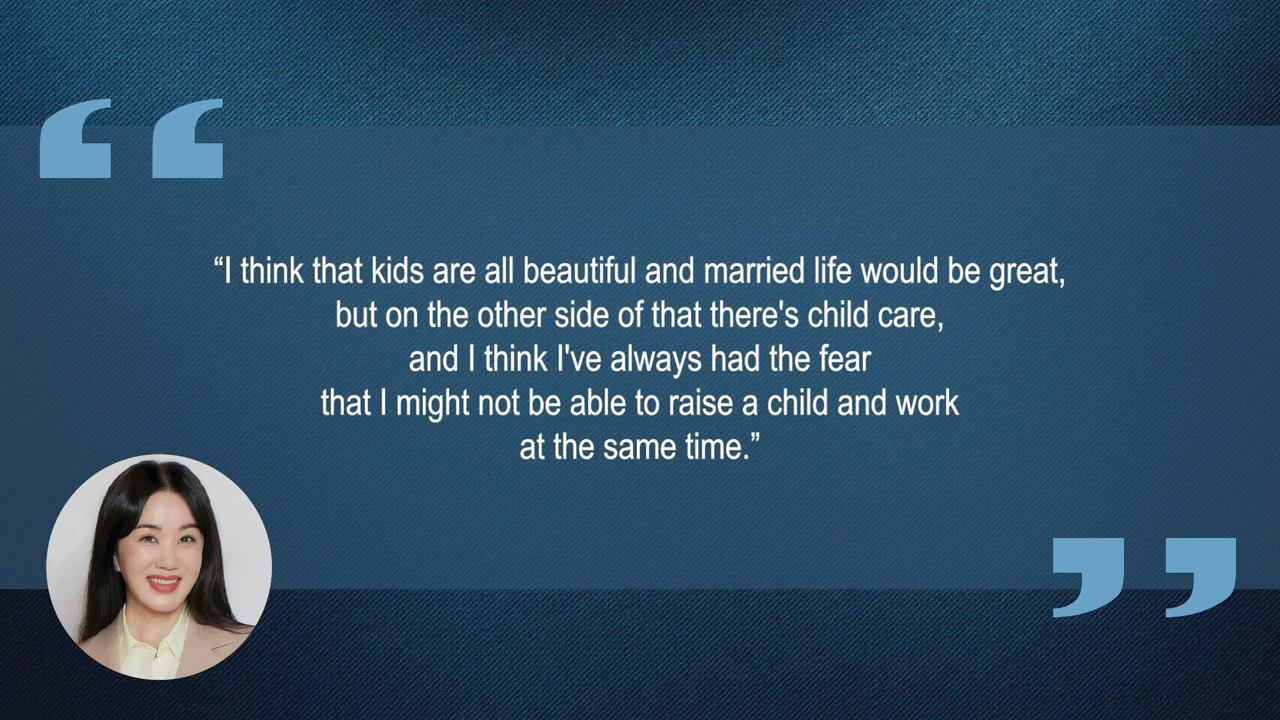 “I think that kids are all beautiful and married life would be great,
but on the other side of that there's child care,
and I think I've always had the fear
that I might not be able to raise a child and work
at the same time.”